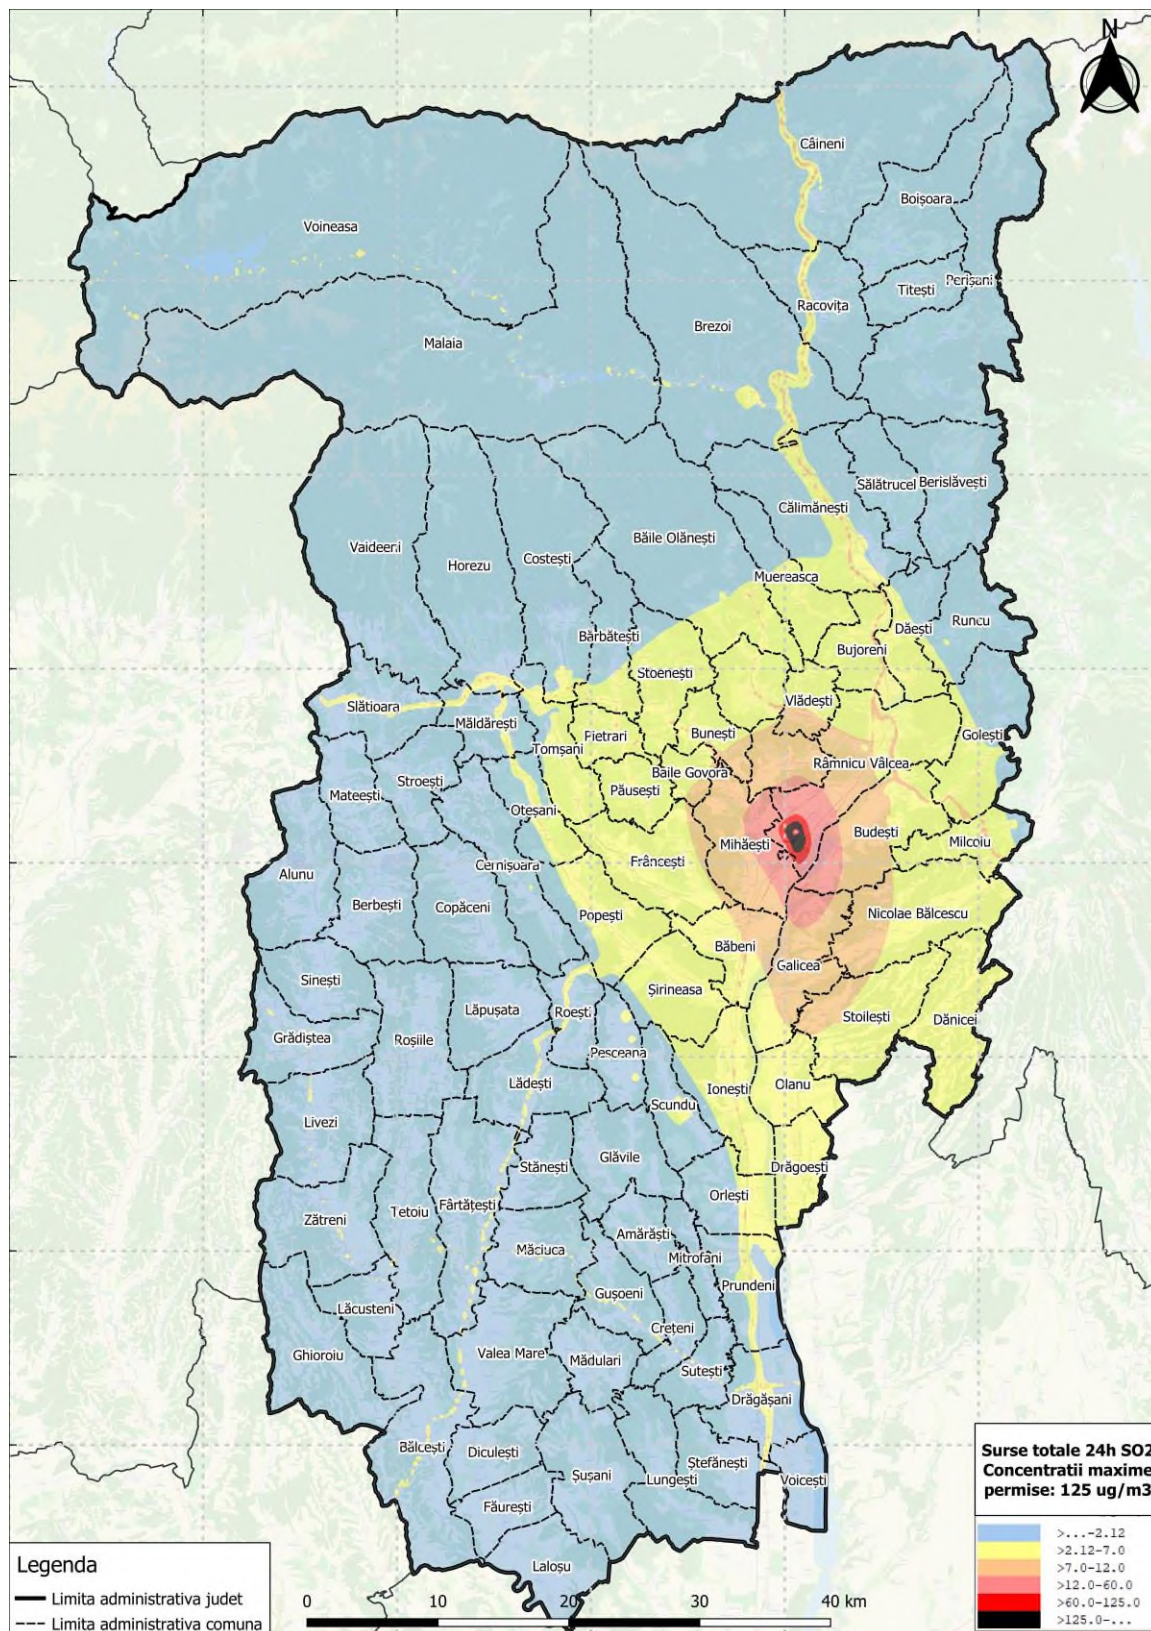 N
Câineni
Boișoara
Voineasa
Perișani
Titești
Racovița
Brezoi
Malaia
Sălătrucel
Berislăvești
Călimănești
Băile Olănești
Vaideeni
Costești
Horezu
Muereasca
Runcu
Dăești
Bărbătești
Bujoreni
Stoenești
Vlădești
Slătioara
Măldărești
Bunești
Golești
Pietrari
Tomșani
Râmnicu Vâlcea
Baile Govora
Stroești
Păusești
Mateești
Oteșani
Budești
Milcoiu
Mihăești
Frâncești
Cernișoara
Alunu
Berbești
Copăceni
Popești
Nicolae Bălcescu
Băbeni
Galicea
Sinești
Șirineasa
Lăpușata
Roești
Stoilești
Dănicei
Grădiștea
Roșiile
Pesceana
Lădești
Ionești
Olanu
Scundu
Livezi
Glăvile
Stănești
Drăgoești
Orlești
Fârtățești
Tetoiu
Zătreni
Amărăști
Măciuca
Mitrofani
Prundeni
Gușoeni
Lăcusteni
Crețeni
Ghioroiu
Valea Mare
Mădulari
Sutești
Drăgășani
Bălcești
Diculești
Ștefănești
Șușani
Lungești
Voicești
Făurești
Laloșu
Surse totale 24h SO2
Concentratii maxime
permise: 125 ug/m3
>...-2.12
>2.12-7.0
>7.0-12.0
>12.0-60.0
>60.0-125.0
>125.0-...
Legenda
Limita administrativa judet
Limita administrativa comuna
0 10 20 30 40 km